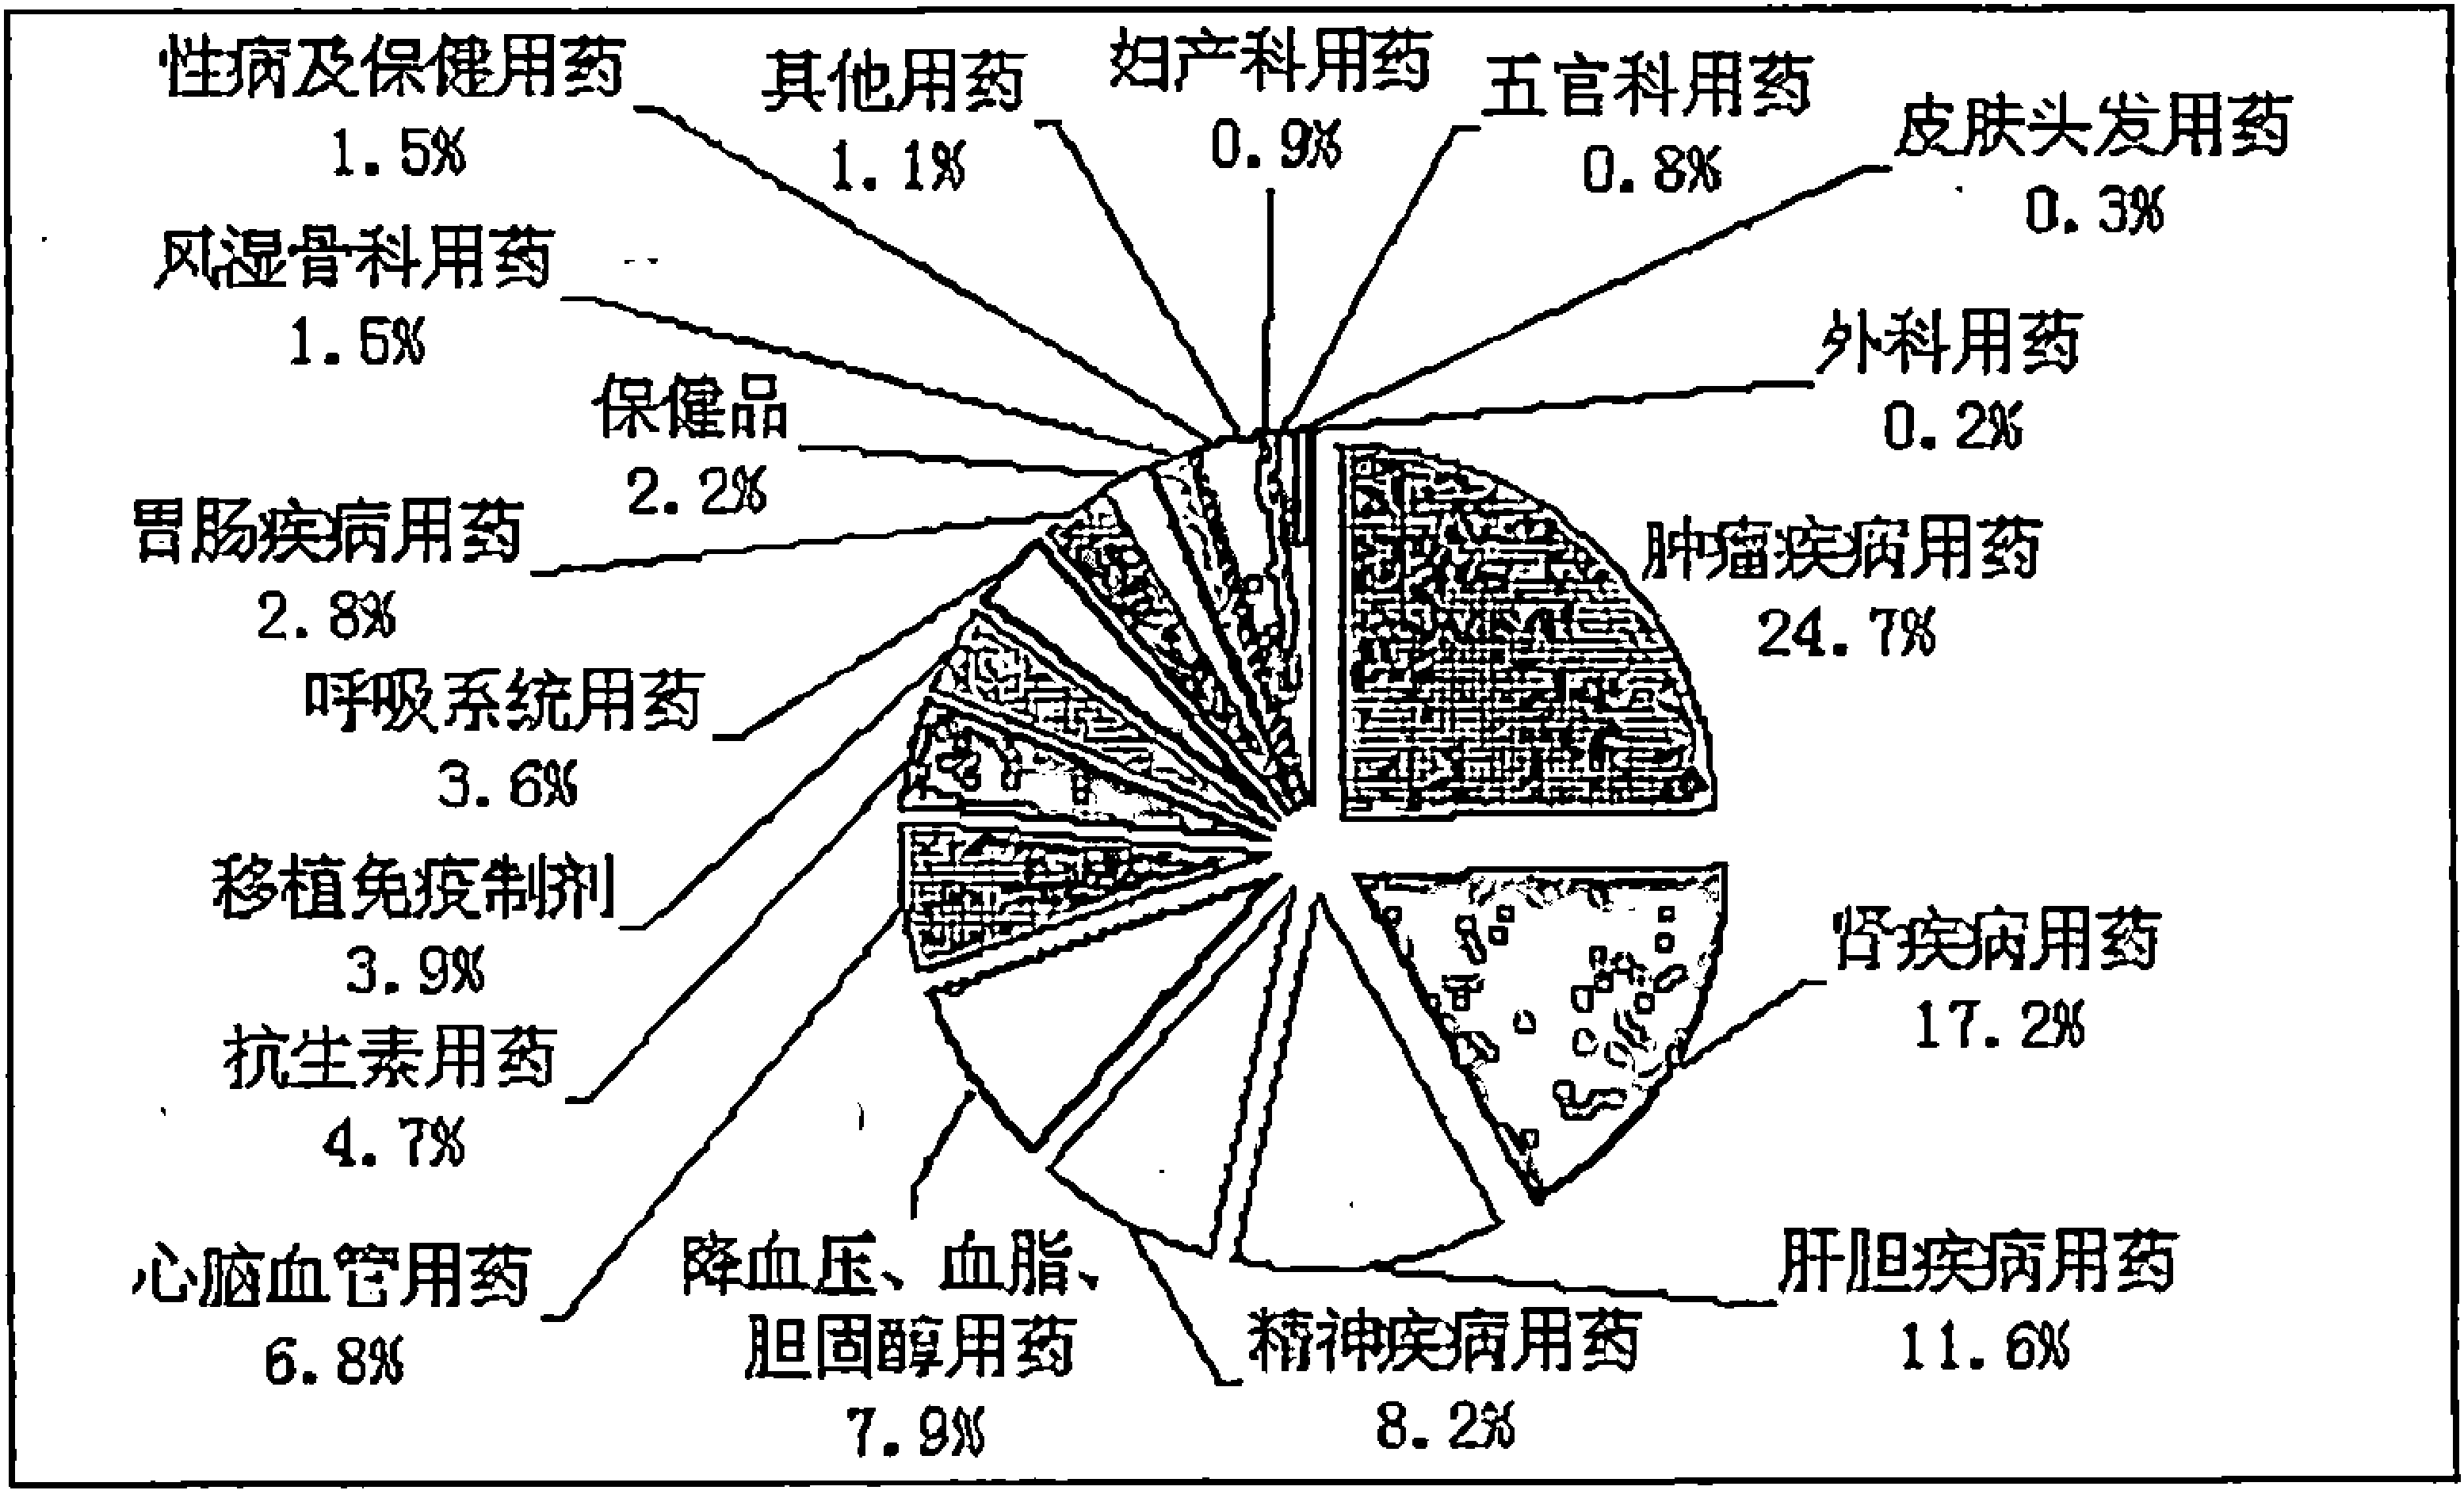 性病及保健用药
1.5%
其他用药
1.1%
妇产科用药
0.9%
五官科用药
0.8%
皮肤头发用药
0.3%
风湿骨科用药
1.6%
外科用药
0.2%
保健品
2.2%
胃肠疾病用药
2.8%
肿瘤疾病用药
24.7%
呼吸系统用药
3.6%
移植免疫制剂
3.9%
肾疾病用药
17.2%
抗生素用药
4.7%
心脑血管用药
6.8%
降血压、血脂、
胆固醇用药
7.9%
精神疾病用药
8.2%
肝胆疾病用药
11.6%